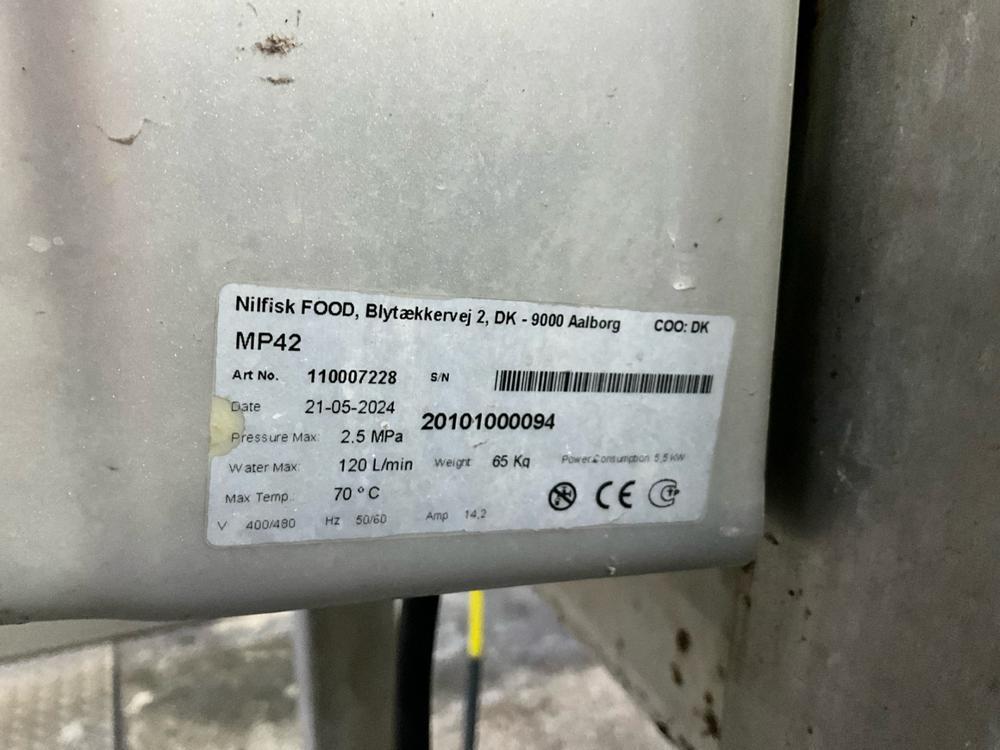 Nilfisk FOOD, Blytækkervej 2, DK - 9000 Aalborg COO: DK
MP42
Art No. 110007228 S/N
Date 21-05-2024 20101000094
Pressure Max: 2.5 MPa
Water Max: 120 L/min Weight 65 Kg Power Consumption 5,5 kW
Max Temp.: 70 °C
V 400/480 Hz 50/60 Amp 14,2
CE